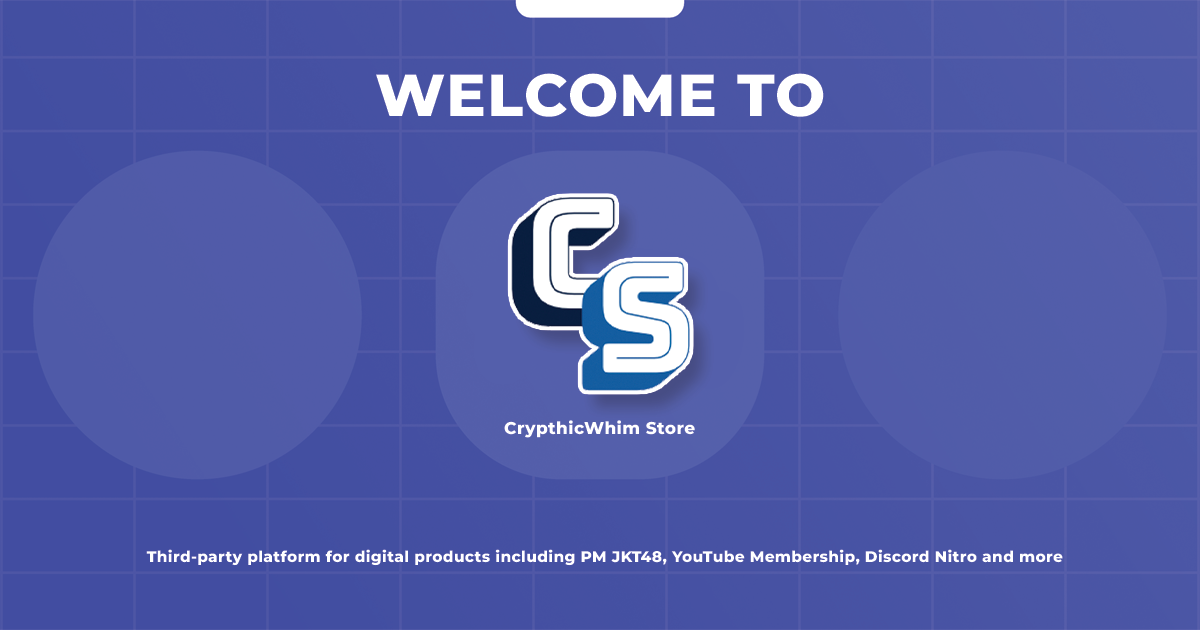 WELCOME TO
CS
CrypthicWhim Store
Third-party platform for digital products including PM JKT48, YouTube Membership, Discord Nitro and more